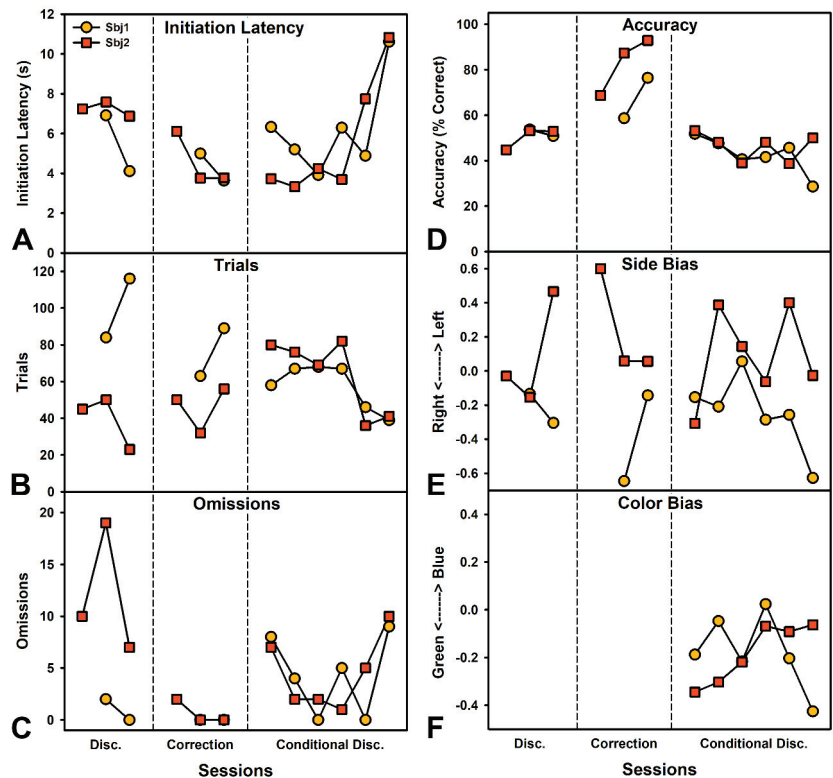 Initiation Latency
Sbj1
Sbj2
Initiation Latency (s)
12
10
8
6
4
2
0
A
Trials
Trials
120
100
80
60
40
20
0
B
Omissions
Omissions
20
15
10
5
0
C
Disc.
Correction
Conditional Disc.
Sessions
Accuracy
Accuracy (% Correct)
100
80
60
40
20
0
D
Side Bias
Right <-----> Left
0.6
0.4
0.2
0.0
-0.2
-0.4
-0.6
E
Color Bias
Green <-----> Blue
0.4
0.2
0.0
-0.2
-0.4
F
Disc.
Correction
Conditional Disc.
Sessions